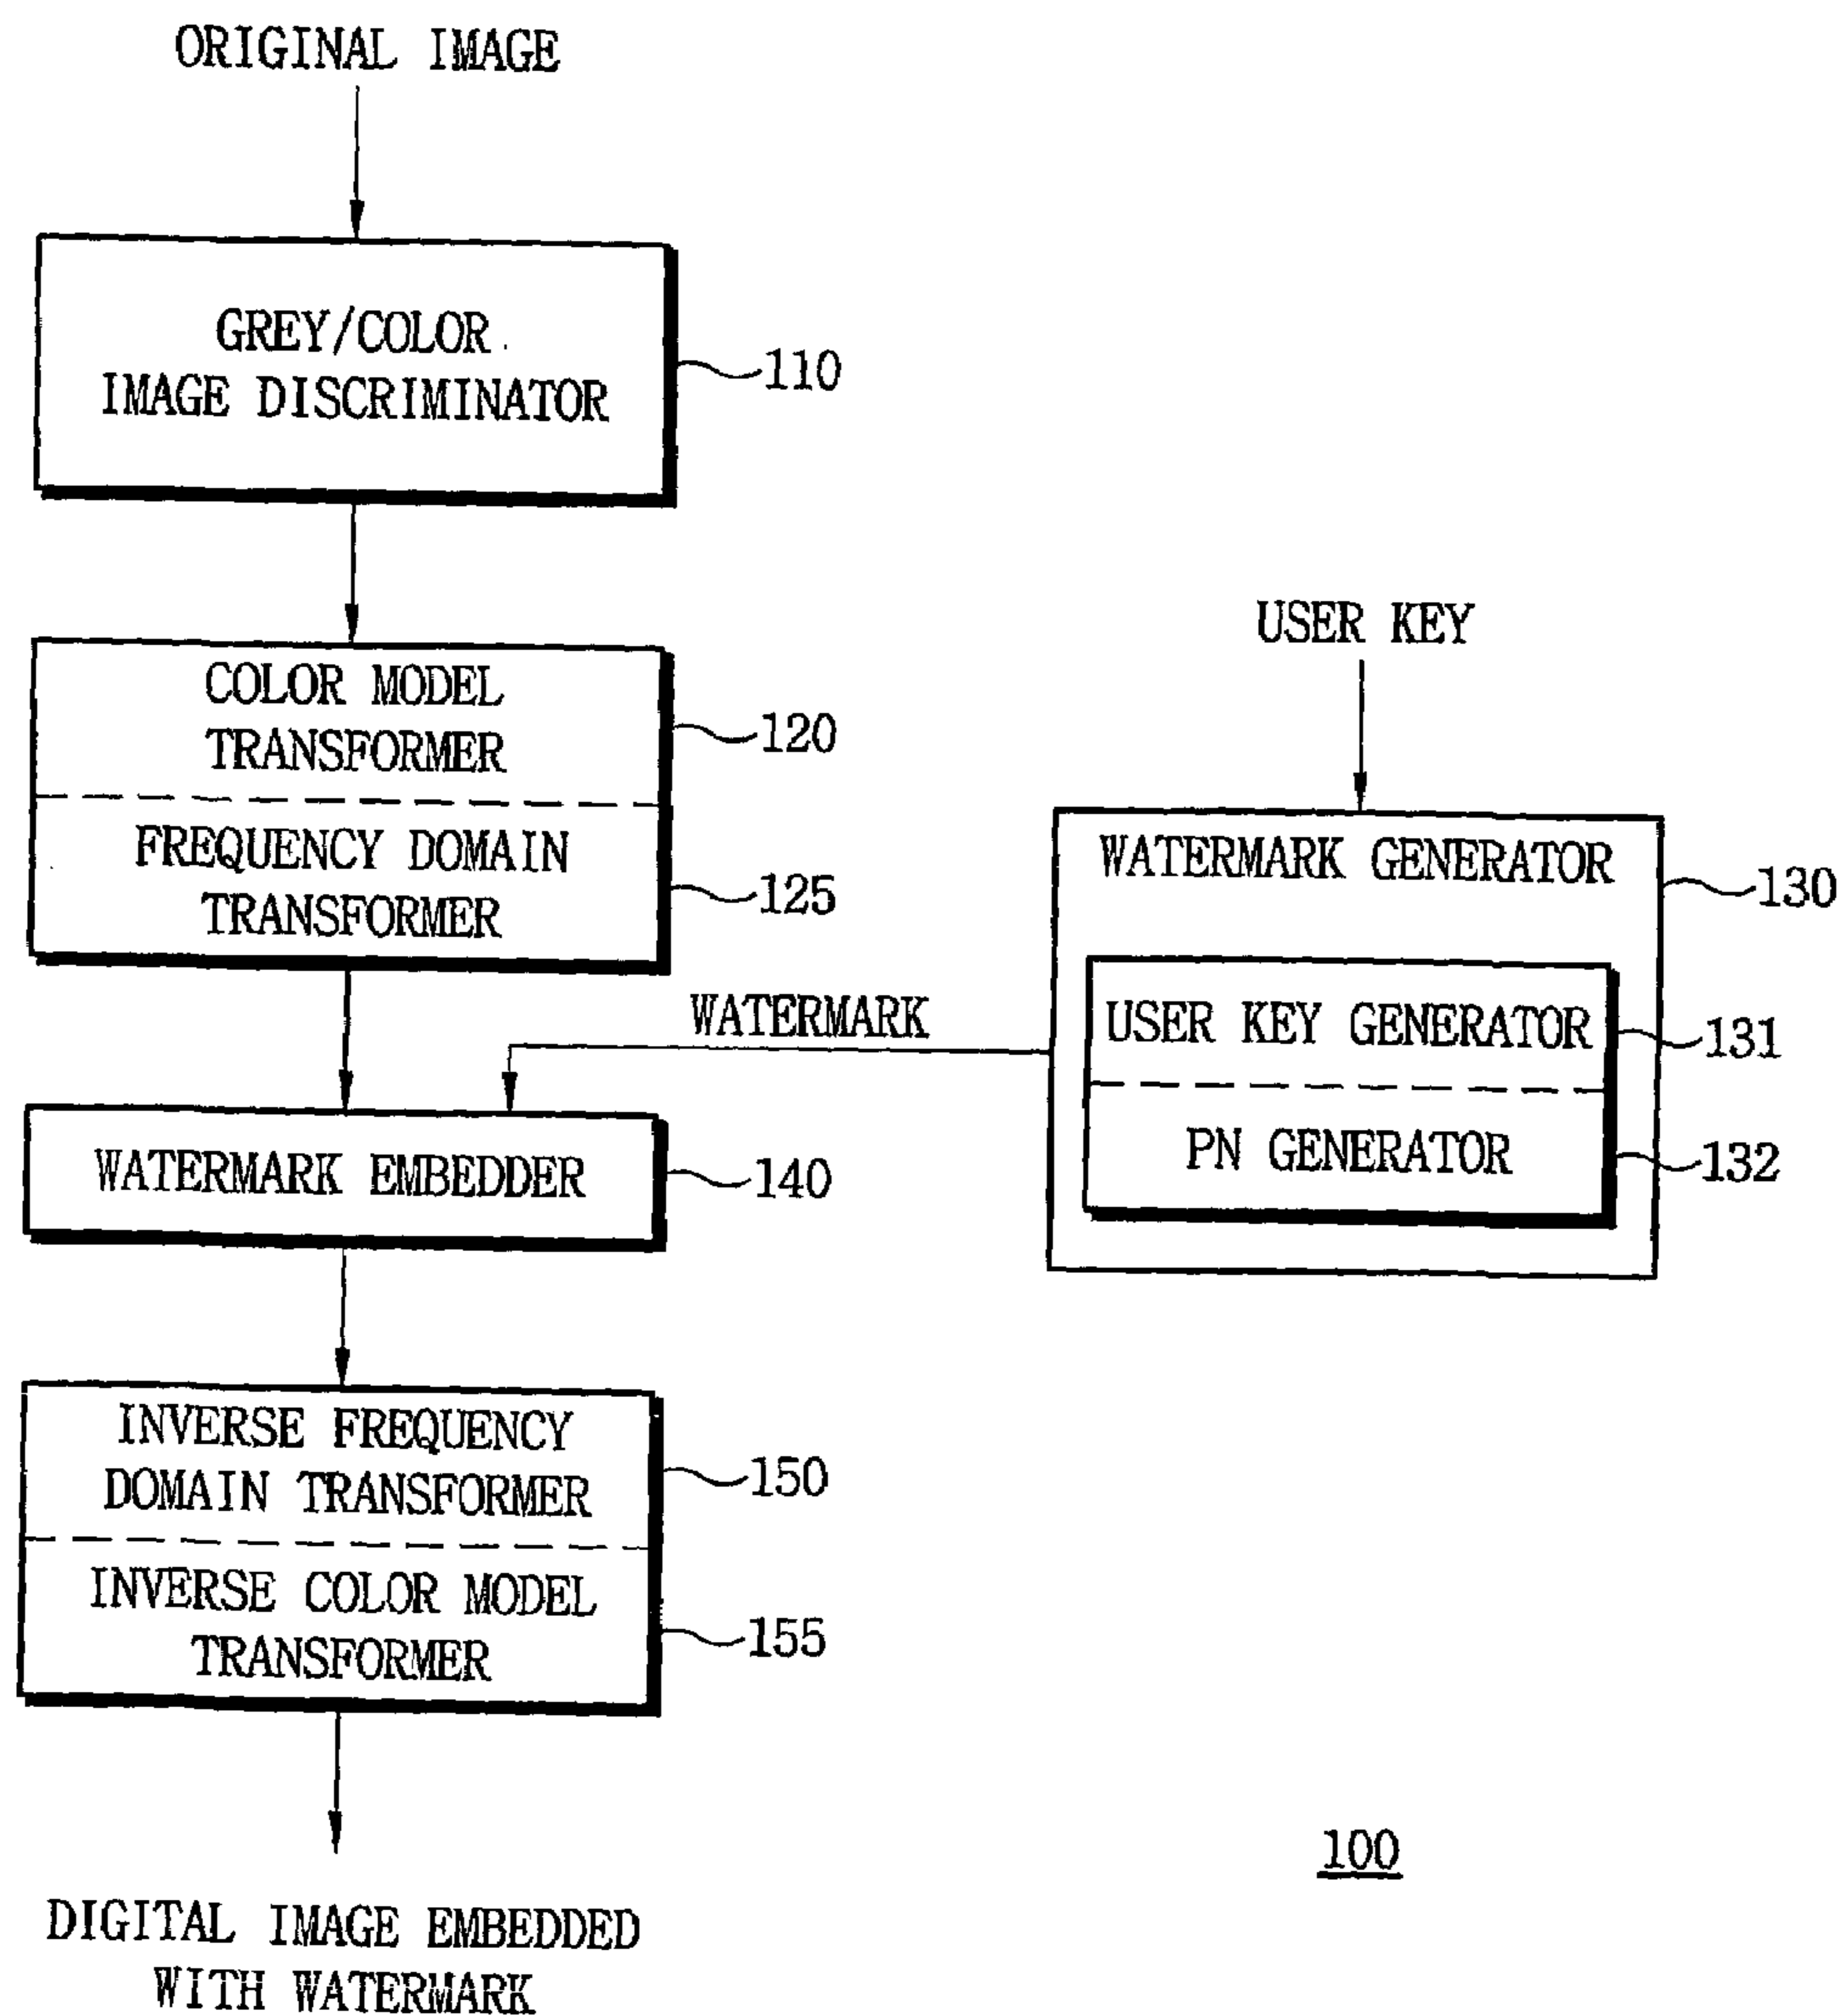 ORIGINAL IMAGE
GREY/COLOR
IMAGE DISCRIMINATOR
110
COLOR MODEL
TRANSFORMER
120
FREQUENCY DOMAIN
TRANSFORMER
125
USER KEY
WATERMARK GENERATOR
130
USER KEY GENERATOR
131
PN GENERATOR
132
WATERMARK
WATERMARK EMBEDDER
140
INVERSE FREQUENCY
DOMAIN TRANSFORMER
150
INVERSE COLOR MODEL
TRANSFORMER
155
100
DIGITAL IMAGE EMBEDDED
WITH WATERMARK